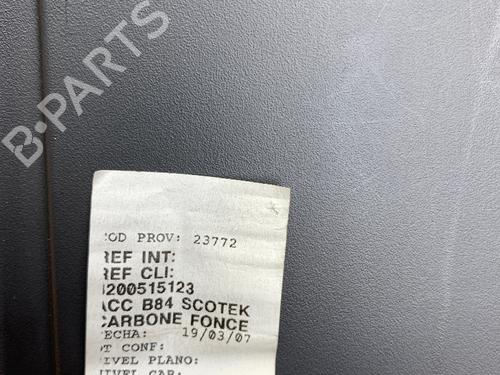 B-PARTS
COD PROV: 23772
REF INT:
REF CLI:
8200515123
ACC B84 SCOTEK
CARBONE FONCE
FECHA: 19/03/07
OT CONF:
NIVEL PLANO:
NIVEL CAR: